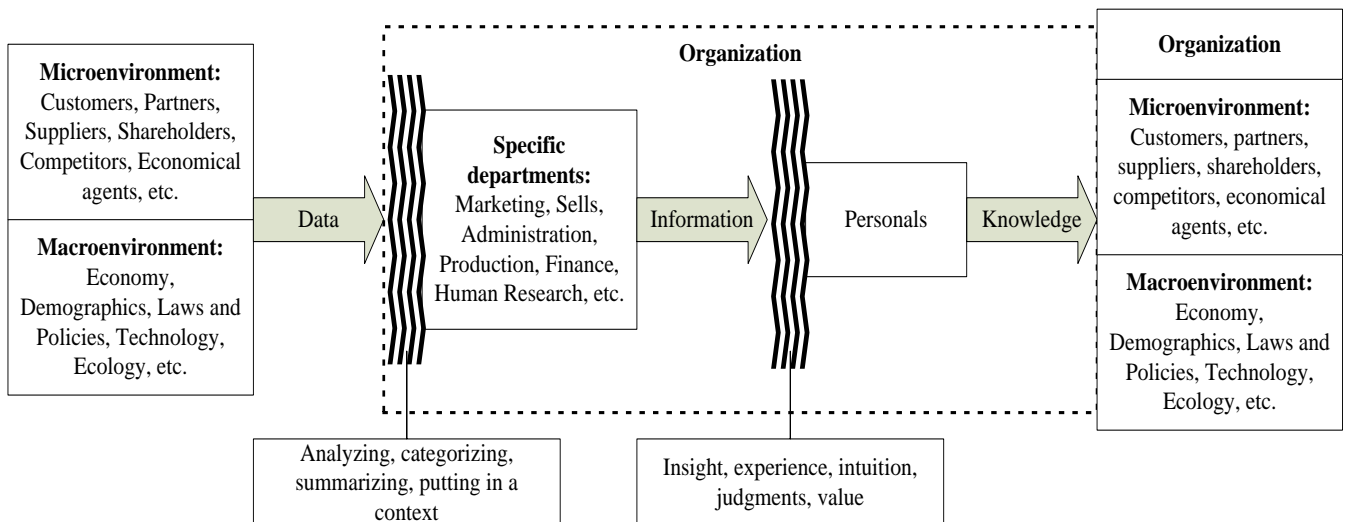 Microenvironment:
Customers, Partners,
Suppliers, Shareholders,
Competitors, Economical
agents, etc.
Macroenvironment:
Economy,
Demographics, Laws and
Policies, Technology,
Ecology, etc.
Data
Organization
Specific
departments:
Marketing, Sells,
Administration,
Production, Finance,
Human Research, etc.
Information
Personals
Knowledge
Organization
Microenvironment:
Customers, partners,
suppliers, shareholders,
competitors, economical
agents, etc.
Macroenvironment:
Economy,
Demographics, Laws and
Policies, Technology,
Ecology, etc.
Analyzing, categorizing,
summarizing, putting in a
context
Insight, experience, intuition,
judgments, value